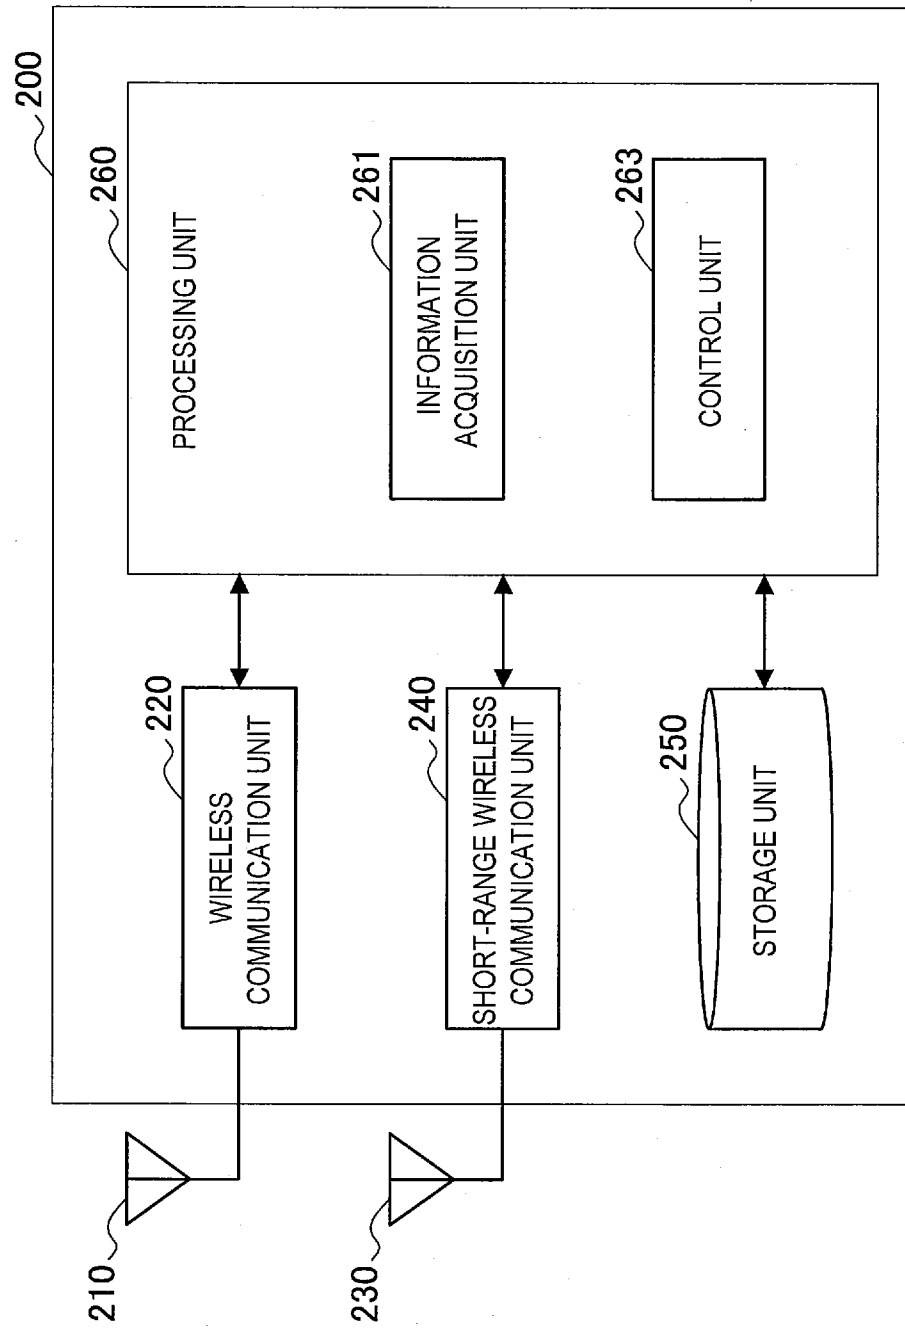 200
260
PROCESSING UNIT
210
220
WIRELESS
COMMUNICATION UNIT
261
INFORMATION
ACQUISITION UNIT
230
240
SHORT-RANGE WIRELESS
COMMUNICATION UNIT
263
CONTROL UNIT
250
STORAGE UNIT